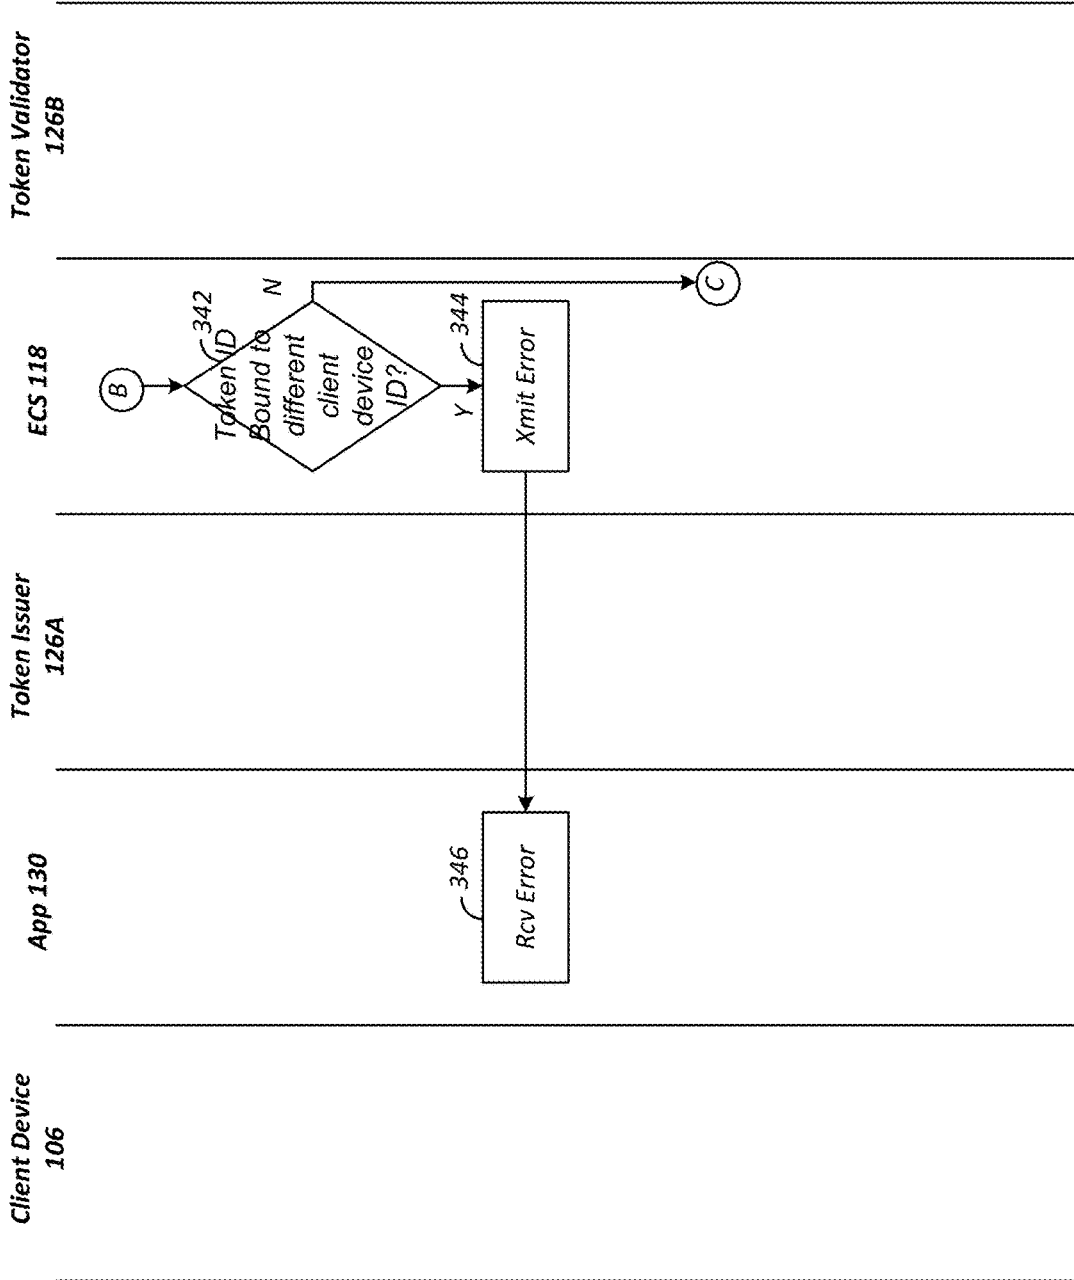 Client Device
106
App 130
Token Issuer
126A
ECS 118
Token Validator
126B
B
342
Token ID
Bound to
different
client
device
ID?
N
Y
344
Xmit Error
346
Rcv Error
C